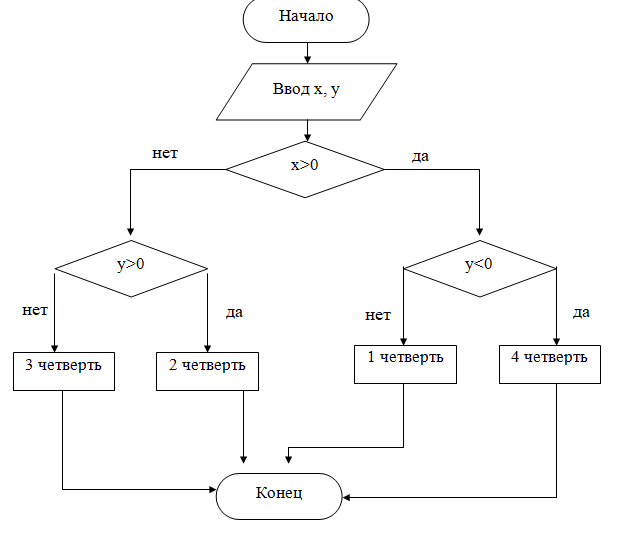 Начало
Ввод x, y
нет
да
x>0
y>0
y<0
нет
да
нет
да
3 четверть
2 четверть
1 четверть
4 четверть
Конец